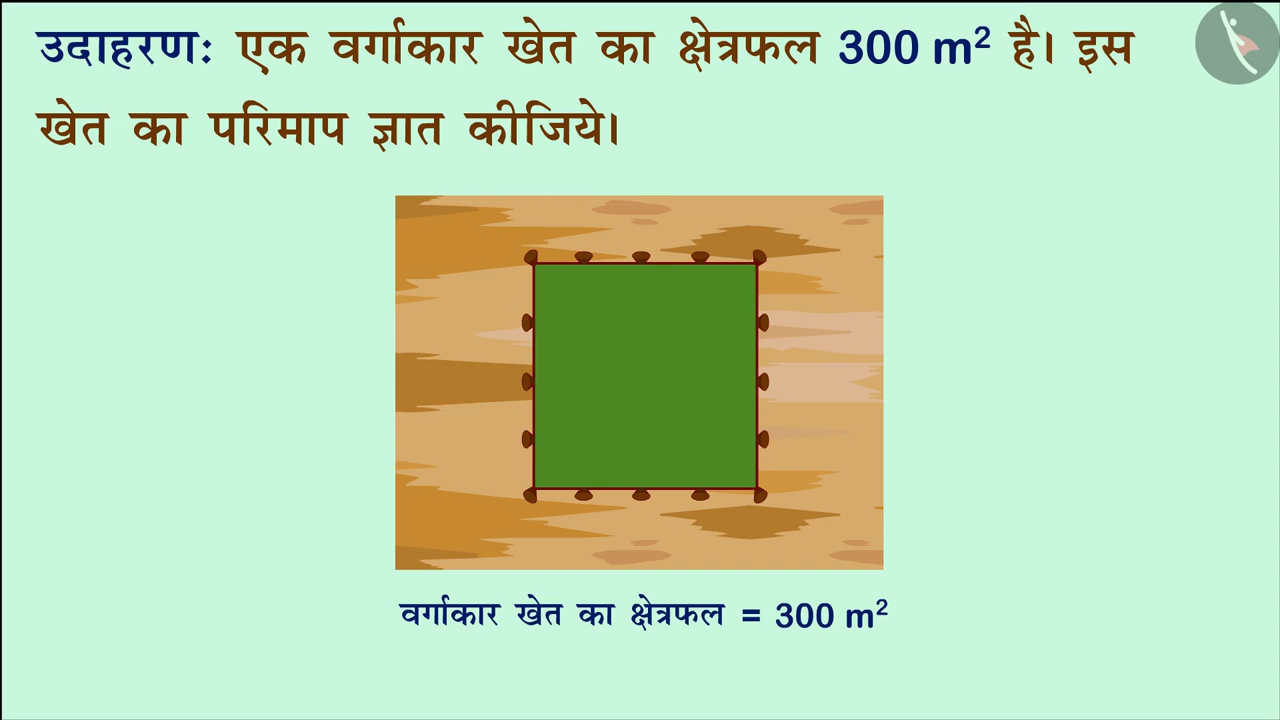 उदाहरण: एक वर्गाकार खेत का क्षेत्रफल 300 m² है। इस
खेत का परिमाप ज्ञात कीजिये।
वर्गाकार खेत का क्षेत्रफल = 300 m²